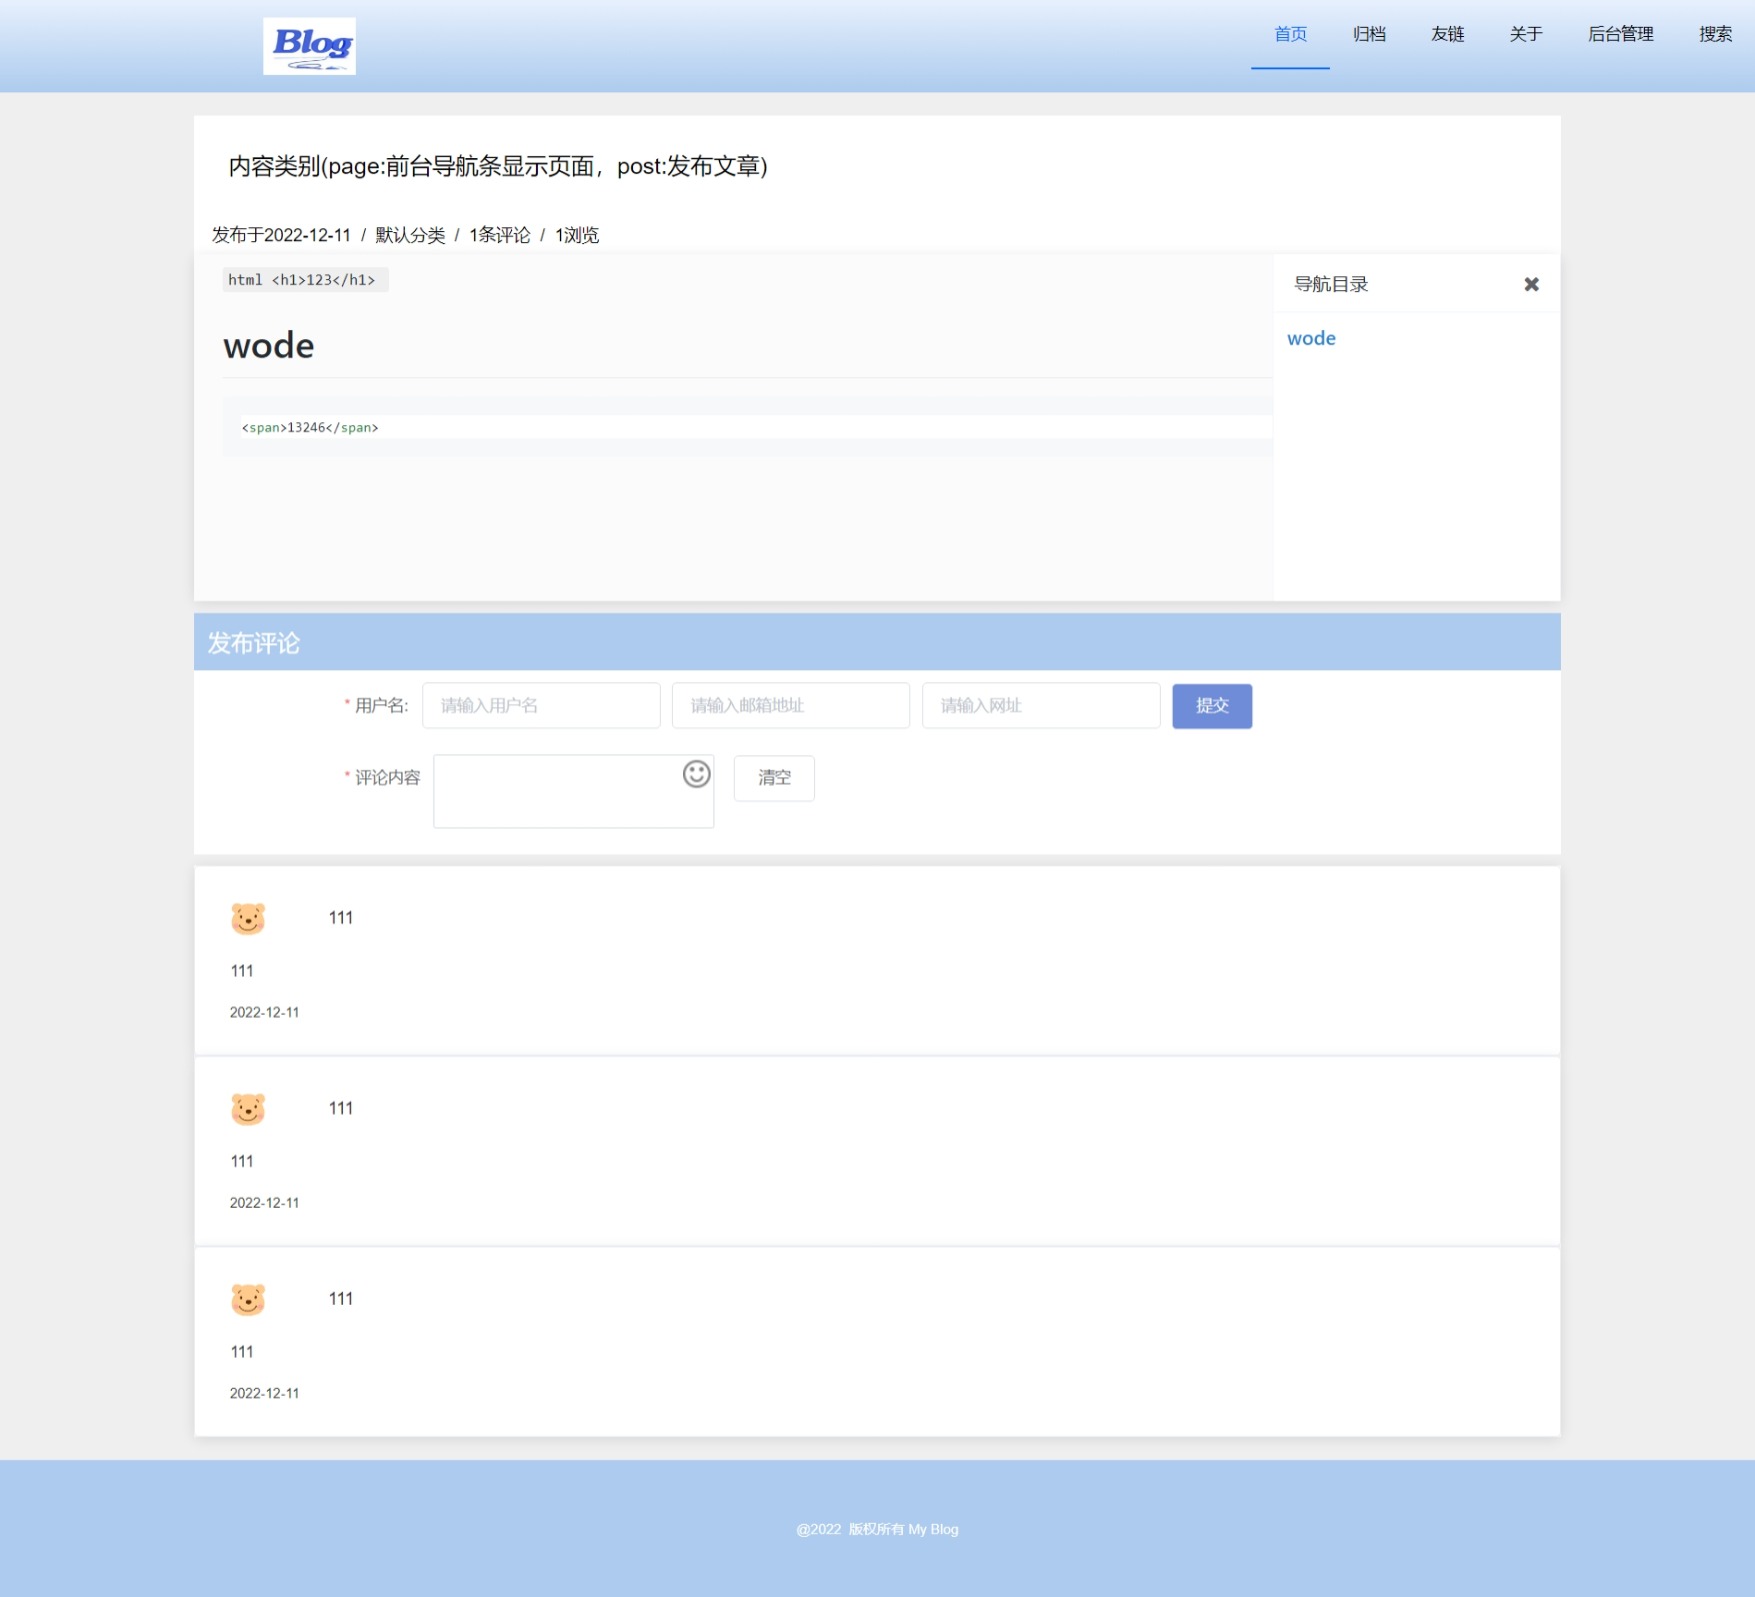 Blog
首页 归档 友链 关于 后台管理 搜索
内容类别(page:前台导航条显示页面，post:发布文章)
发布于2022-12-11 / 默认分类 / 1条评论 / 1浏览
html <h1>123</h1>
导航目录 ✖
wode
wode
<span>13246</span>
发布评论
* 用户名: 请输入用户名 请输入邮箱地址 请输入网址 提交
* 评论内容 清空
111
111
2022-12-11
111
111
2022-12-11
111
111
2022-12-11
@2022 版权所有 My Blog